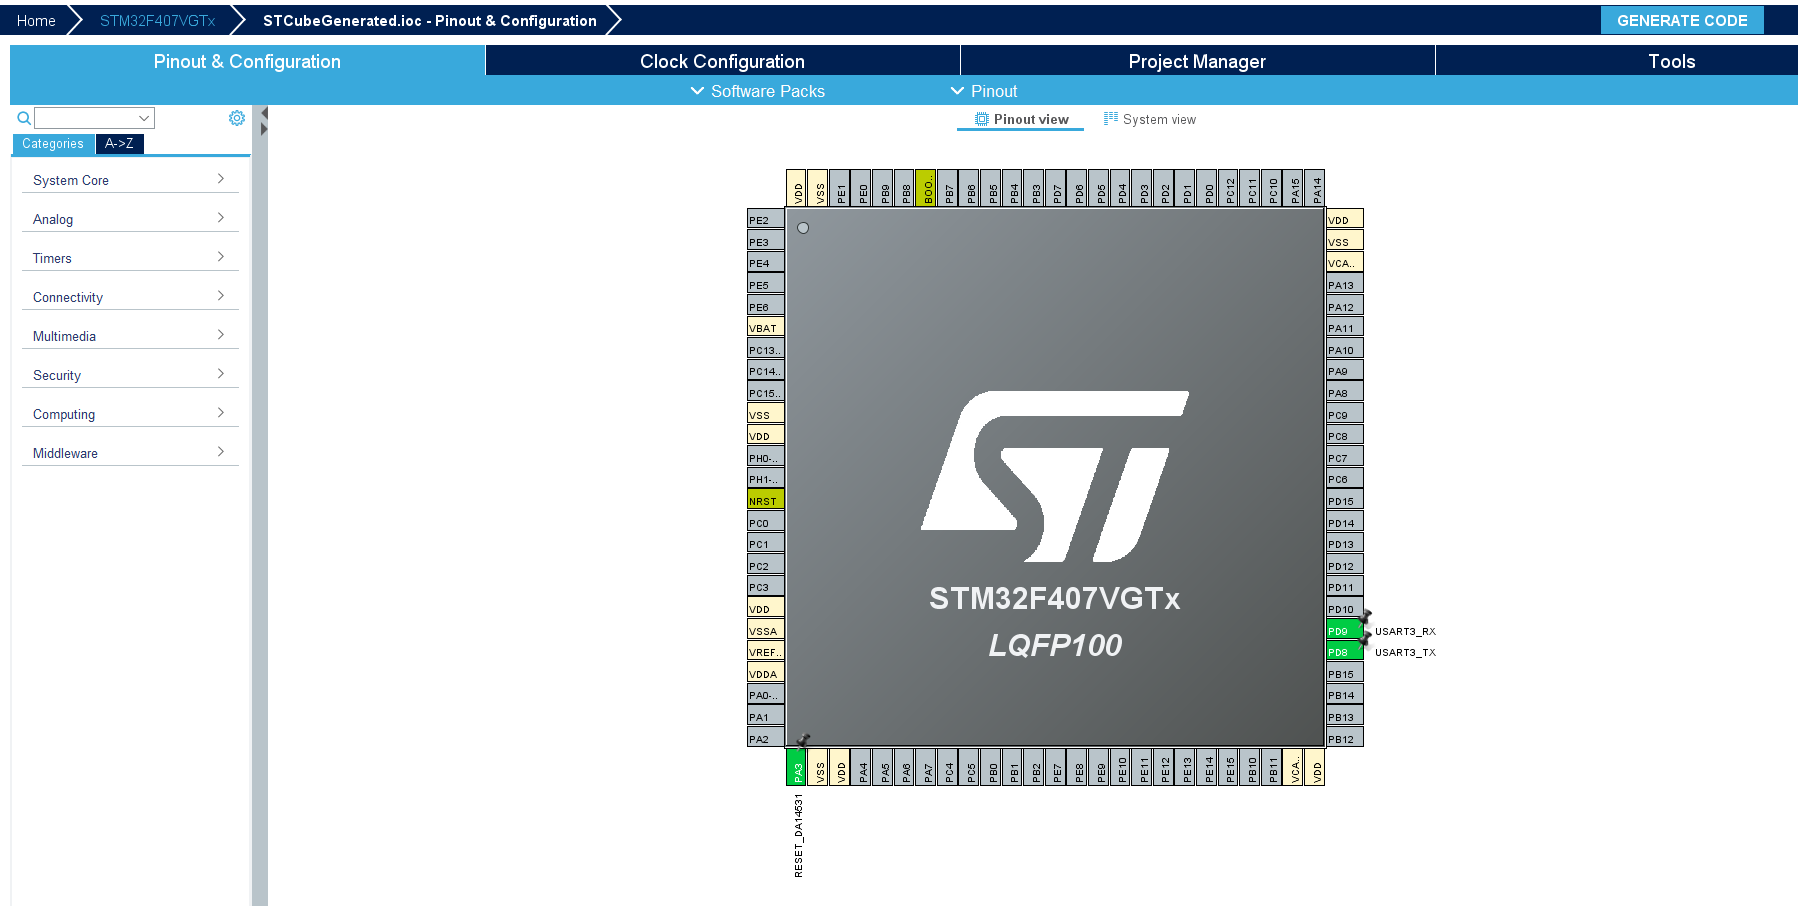 Home STM32F407VGTx STCubeGenerated.ioc - Pinout & Configuration GENERATE CODE
Pinout & Configuration Clock Configuration Project Manager Tools
Software Packs Pinout
Pinout view System view
Categories A->Z
System Core
Analog
Timers
Connectivity
Multimedia
Security
Computing
Middleware
VDD VSS PE1 PE0 PB9 PB8 BOO.. PB7 PB6 PB5 PB4 PB3 PD7 PD6 PD5 PD4 PD3 PD2 PD1 PD0 PC12 PC11 PC10 PA15 PA14
PE2
PE3
PE4
PE5
PE6
VBAT
PC13..
PC14..
PC15..
VSS
VDD
PH0-..
PH1-..
NRST
PC0
PC1
PC2
PC3
VDD
VSSA
VREF..
VDDA
PA0-..
PA1
PA2
ST
STM32F407VGTx
LQFP100
VDD
VSS
VCA..
PA13
PA12
PA11
PA10
PA9
PA8
PC9
PC8
PC7
PC6
PD15
PD14
PD13
PD12
PD11
PD10
PD9 USART3_RX
PD8 USART3_TX
PB15
PB14
PB13
PB12
PA3 VSS VDD PA4 PA5 PA6 PA7 PC4 PC5 PB0 PB1 PB2 PE7 PE8 PE9 PE10 PE11 PE12 PE13 PE14 PE15 PB10 PB11 VCA.. VDD
RESET_DA14531